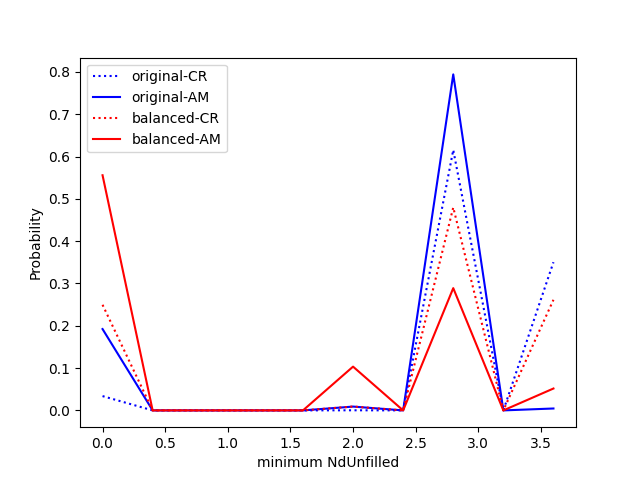 original-CR
original-AM
balanced-CR
balanced-AM
Probability
0.8
0.7
0.6
0.5
0.4
0.3
0.2
0.1
0.0
0.0 0.5 1.0 1.5 2.0 2.5 3.0 3.5
minimum NdUnfilled